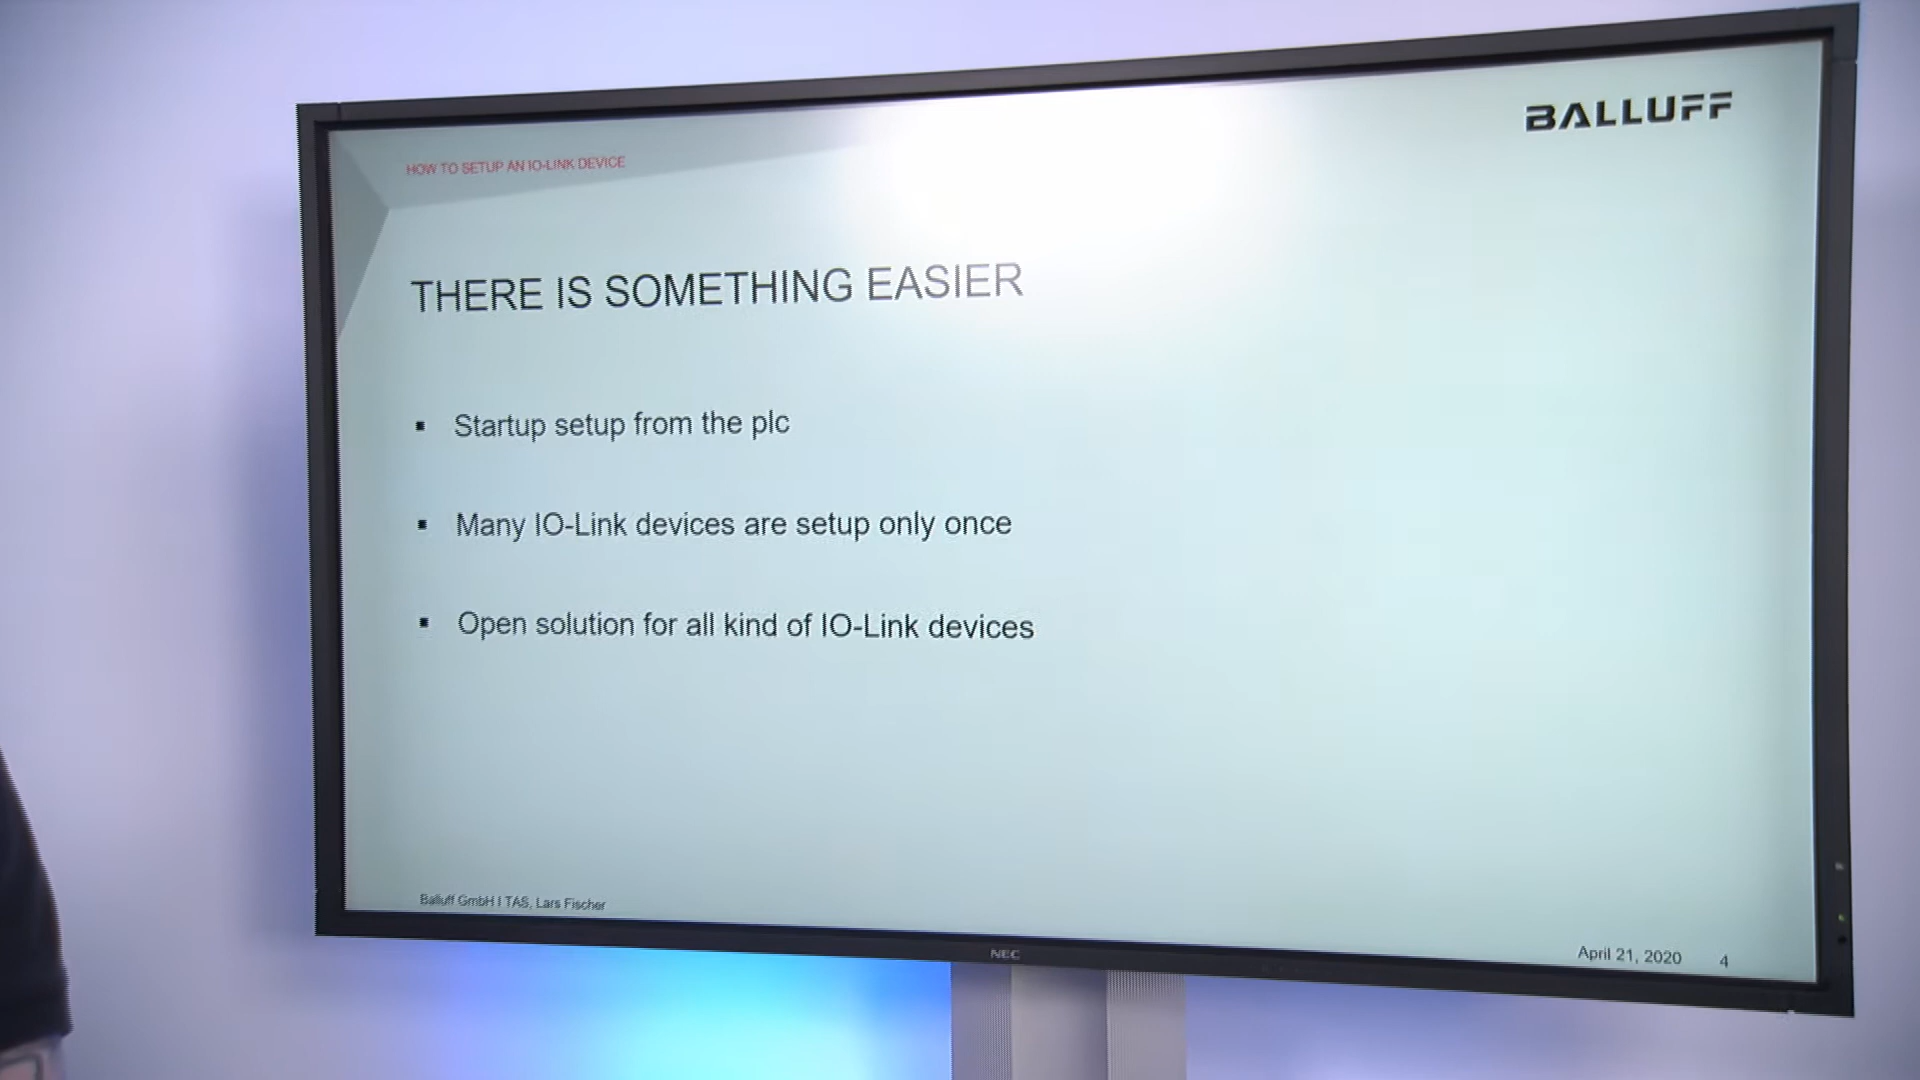 BALLUFF
HOW TO SETUP AN IO-LINK DEVICE
THERE IS SOMETHING EASIER
▪ Startup setup from the plc
▪ Many IO-Link devices are setup only once
▪ Open solution for all kind of IO-Link devices
Balluff GmbH I TAS, Lars Fischer
April 21, 2020 4
NEC